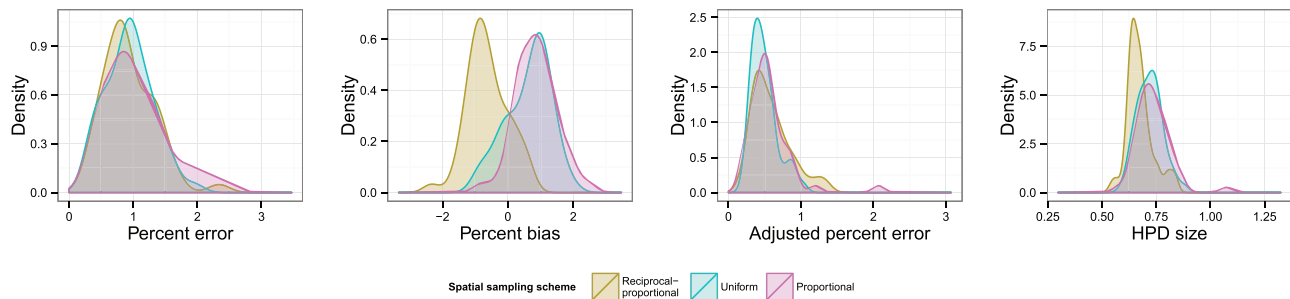 Density
0.9
0.6
0.3
0.0
0 1 2 3
Percent error
Density
0.6
0.4
0.2
0.0
−2 0 2
Percent bias
Density
2.5
2.0
1.5
1.0
0.5
0.0
0 1 2 3
Adjusted percent error
Density
7.5
5.0
2.5
0.0
0.25 0.50 0.75 1.00 1.25
HPD size
Spatial sampling scheme
Reciprocal−
proportional
Uniform
Proportional